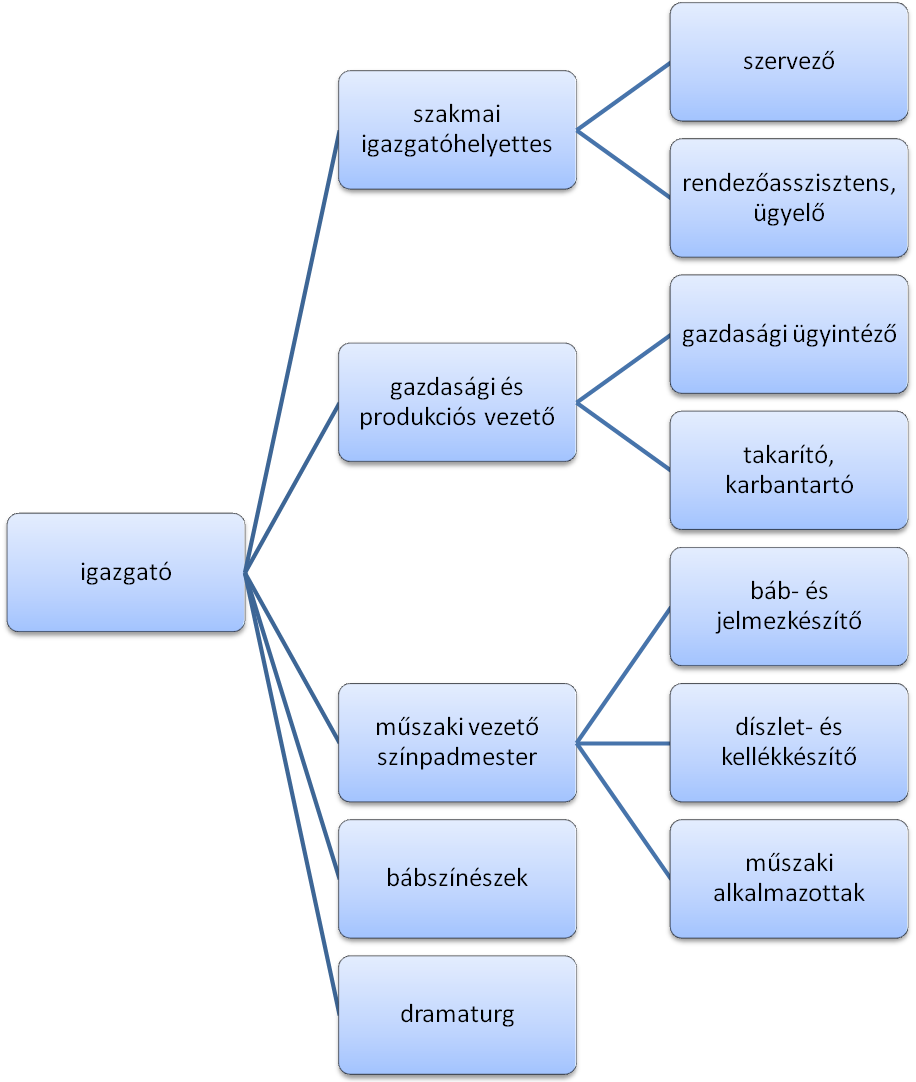 igazgató
szakmai
igazgatóhelyettes
szervező
rendezőasszisztens,
ügyelő
gazdasági és
produkciós vezető
gazdasági ügyintéző
takarító,
karbantartó
műszaki vezető
színpadmester
báb- és
jelmezkészítő
díszlet- és
kellékkészítő
műszaki
alkalmazottak
bábszínészek
dramaturg